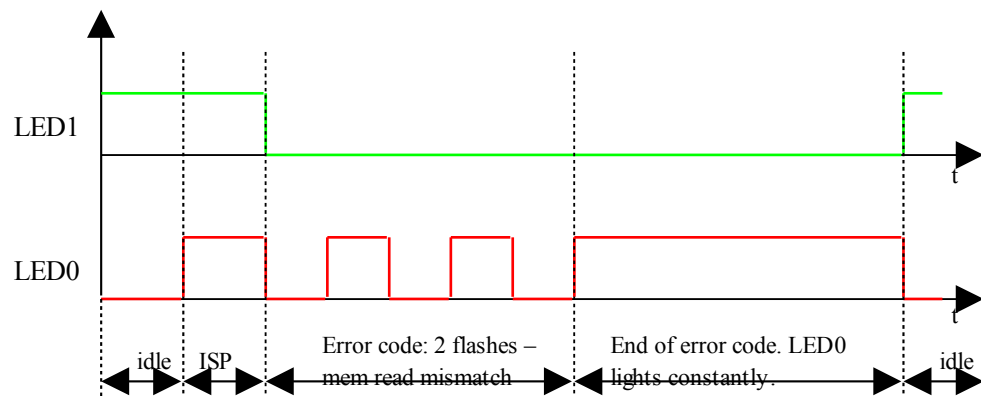 LED1
t
LED0
t
idle
ISP
Error code: 2 flashes –
mem read mismatch
End of error code. LED0
lights constantly.
idle